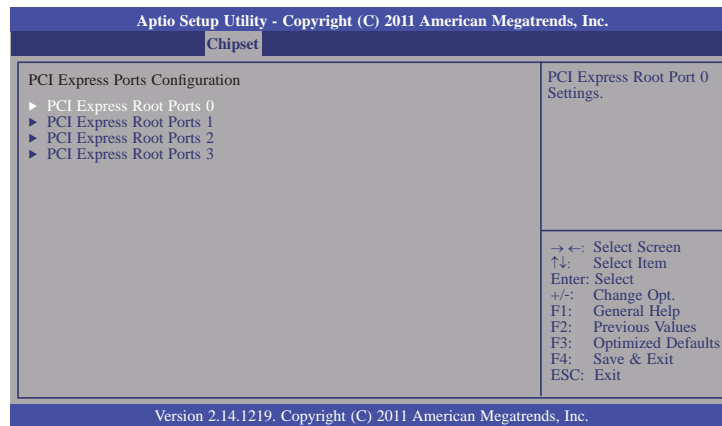 Aptio Setup Utility - Copyright (C) 2011 American Megatrends, Inc.
Chipset
PCI Express Ports Configuration
► PCI Express Root Ports 0
► PCI Express Root Ports 1
► PCI Express Root Ports 2
► PCI Express Root Ports 3
PCI Express Root Port 0
Settings.
→ ←: Select Screen
↑↓: Select Item
Enter: Select
+/-: Change Opt.
F1: General Help
F2: Previous Values
F3: Optimized Defaults
F4: Save & Exit
ESC: Exit
Version 2.14.1219. Copyright (C) 2011 American Megatrends, Inc.